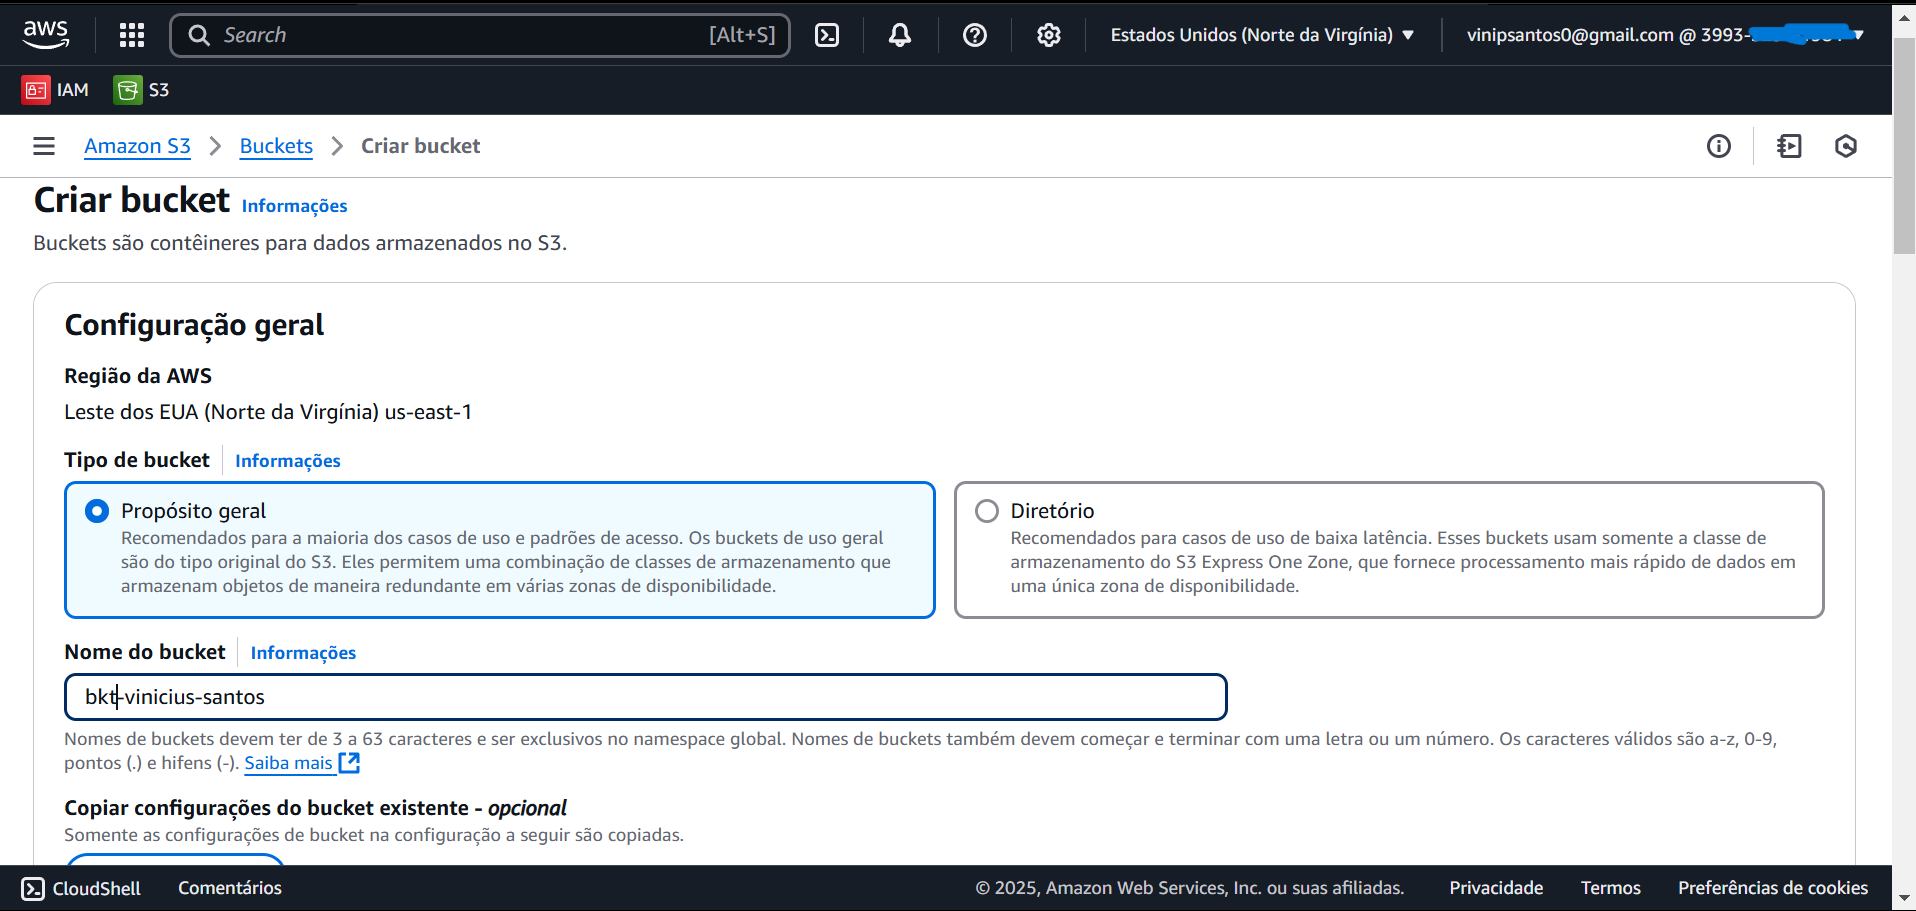 aws
Search [Alt+S]
Estados Unidos (Norte da Virgínia)
vinipsantos0@gmail.com @ 3993-
IAM
S3
Amazon S3 > Buckets > Criar bucket
Criar bucket Informações
Buckets são contêineres para dados armazenados no S3.
Configuração geral
Região da AWS
Leste dos EUA (Norte da Virgínia) us-east-1
Tipo de bucket Informações
Propósito geral
Recomendados para a maioria dos casos de uso e padrões de acesso. Os buckets de uso geral
são do tipo original do S3. Eles permitem uma combinação de classes de armazenamento que
armazenam objetos de maneira redundante em várias zonas de disponibilidade.
Diretório
Recomendados para casos de uso de baixa latência. Esses buckets usam somente a classe de
armazenamento do S3 Express One Zone, que fornece processamento mais rápido de dados em
uma única zona de disponibilidade.
Nome do bucket Informações
bkt-vinicius-santos
Nomes de buckets devem ter de 3 a 63 caracteres e ser exclusivos no namespace global. Nomes de buckets também devem começar e terminar com uma letra ou um número. Os caracteres válidos são a-z, 0-9,
pontos (.) e hifens (-). Saiba mais
Copiar configurações do bucket existente - opcional
Somente as configurações de bucket na configuração a seguir são copiadas.
CloudShell
Comentários
© 2025, Amazon Web Services, Inc. ou suas afiliadas.
Privacidade
Termos
Preferências de cookies